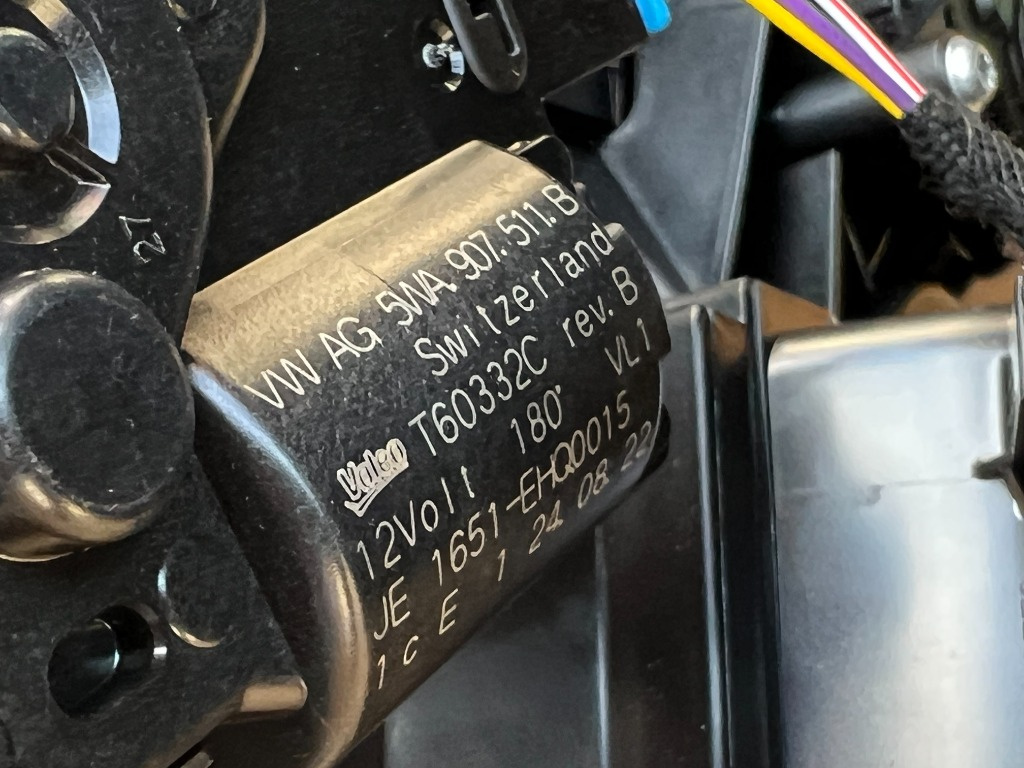 27
VW AG 5WA.907.511.B
Switzerland
Valeo T60332C rev. B
12Volt 180° VL1
JE 1651-EHQ0015
1 C E 1 24 08 22